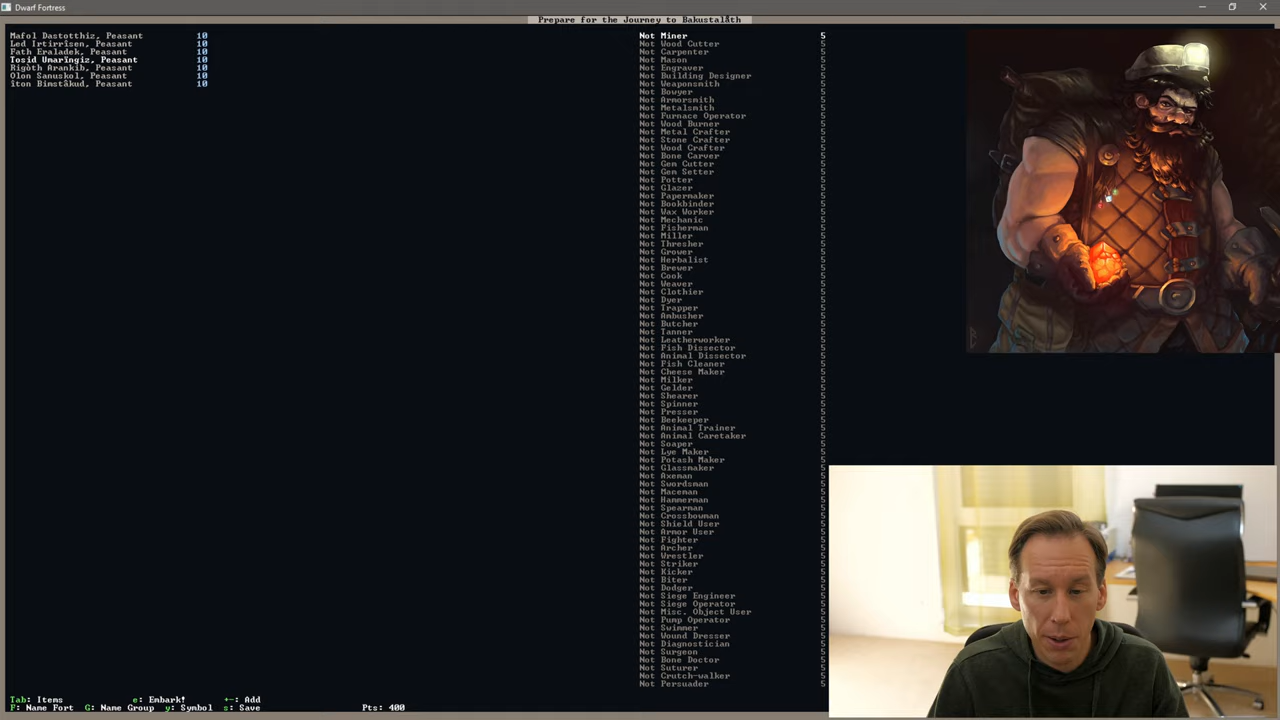 Dwarf Fortress
Prepare for the Journey to Bakustalâth
Mafol Dastotthiz, Peasant 10
Led Irtirrîsen, Peasant 10
Fath Eraladek, Peasant 10
Tosid Umarîngiz, Peasant 10
Rigòth Arankib, Peasant 10
Olon Sanuskol, Peasant 10
Îton Bimstâkud, Peasant 10
Not Miner 5
Not Wood Cutter 5
Not Carpenter 5
Not Mason 5
Not Engraver 5
Not Building Designer 5
Not Weaponsmith 5
Not Bowyer 5
Not Armorsmith 5
Not Metalsmith 5
Not Furnace Operator 5
Not Wood Burner 5
Not Metal Crafter 5
Not Stone Crafter 5
Not Wood Crafter 5
Not Bone Carver 5
Not Gem Cutter 5
Not Gem Setter 5
Not Potter 5
Not Glazer 5
Not Papermaker 5
Not Bookbinder 5
Not Wax Worker 5
Not Mechanic 5
Not Fisherman 5
Not Miller 5
Not Thresher 5
Not Grower 5
Not Herbalist 5
Not Brewer 5
Not Cook 5
Not Weaver 5
Not Clothier 5
Not Dyer 5
Not Trapper 5
Not Ambusher 5
Not Butcher 5
Not Tanner 5
Not Leatherworker 5
Not Fish Dissector 5
Not Animal Dissector 5
Not Fish Cleaner 5
Not Cheese Maker 5
Not Milker 5
Not Gelder 5
Not Shearer 5
Not Spinner 5
Not Presser 5
Not Beekeeper 5
Not Animal Trainer 5
Not Animal Caretaker 5
Not Soaper 5
Not Lye Maker 5
Not Potash Maker 5
Not Glassmaker 5
Not Axeman 5
Not Swordsman 5
Not Maceman 5
Not Hammerman 5
Not Spearman 5
Not Crossbowman 5
Not Shield User 5
Not Armor User 5
Not Fighter 5
Not Archer 5
Not Wrestler 5
Not Striker 5
Not Kicker 5
Not Biter 5
Not Dodger 5
Not Siege Engineer 5
Not Siege Operator 5
Not Misc. Object User 5
Not Pump Operator 5
Not Swimmer 5
Not Wound Dresser 5
Not Diagnostician 5
Not Surgeon 5
Not Bone Doctor 5
Not Suturer 5
Not Crutch-walker 5
Not Persuader 5
Tab: Items e: Embark! +-: Add
F: Name Fort G: Name Group y: Symbol s: Save Pts: 400